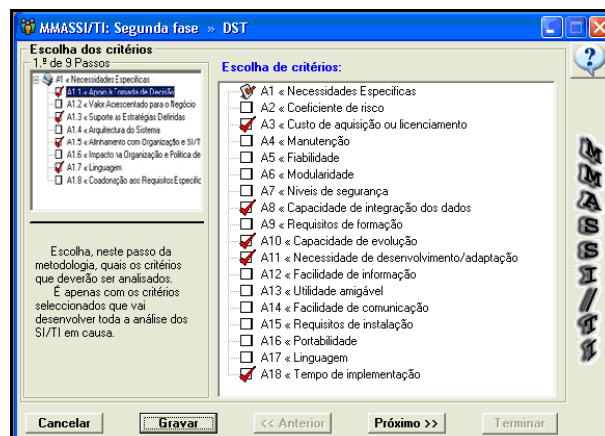 MMASSI/TI: Segunda fase » DST
Escolha dos critérios
1.º de 9 Passos
A1 « Necessidades Especificas
A1.1 « Apoio à Tomada de Decisão
A1.2 « Valor Acrescentado para o Negócio
A1.3 « Suporte as Estratégias Definidas
A1.4 « Arquitectura do Sistema
A1.5 « Alinhamento com Organização e SI/T
A1.6 « Impacto na Organização e Politica de
A1.7 « Linguagem
A1.8 « Coadonação aos Requisitos Especific
Escolha, neste passo da
metodologia, quais os critérios
que deverão ser analisados.
É apenas com os critérios
seleccionados que vai
desenvolver toda a análise dos
SI/TI em causa.
Escolha de critérios:
A1 « Necessidades Especificas
A2 « Coeficiente de risco
A3 « Custo de aquisição ou licenciamento
A4 « Manutenção
A5 « Fiabilidade
A6 « Modularidade
A7 « Niveis de segurança
A8 « Capacidade de integração dos dados
A9 « Requisitos de formação
A10 « Capacidade de evolução
A11 « Necessidade de desenvolvimento/adaptação
A12 « Facilidade de informação
A13 « Utilidade amigável
A14 « Facilidade de comunicação
A15 « Requisitos de instalação
A16 « Portabilidade
A17 « Linguagem
A18 « Tempo de implementação
?
MMASSI/TI
Cancelar Gravar << Anterior Próximo >> Terminar